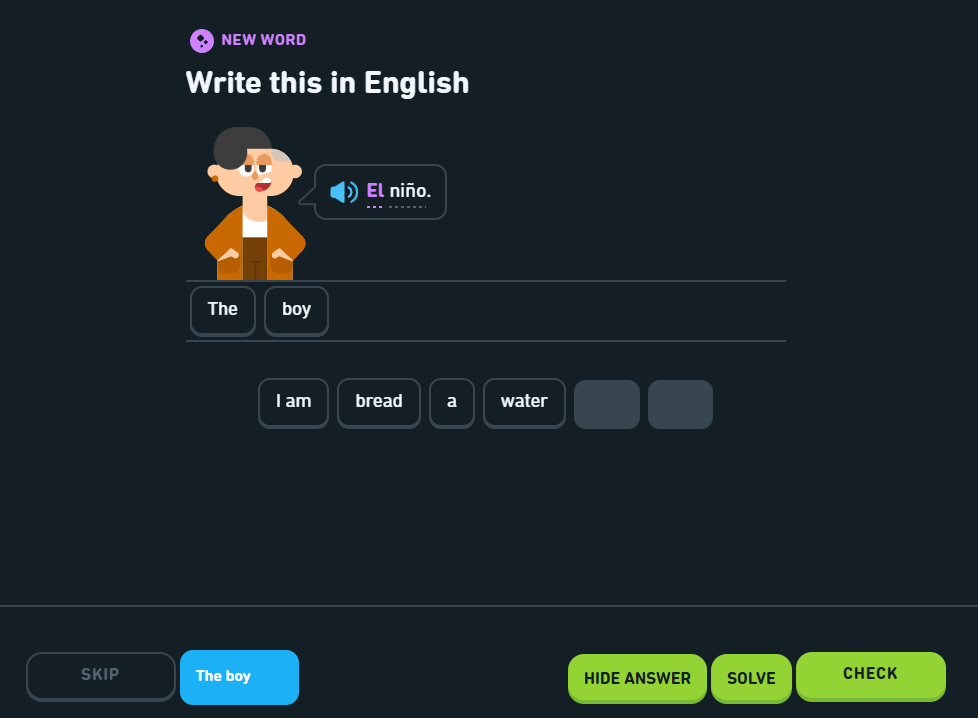 NEW WORD
Write this in English
El niño.
The boy
I am bread a water
SKIP The boy HIDE ANSWER SOLVE CHECK